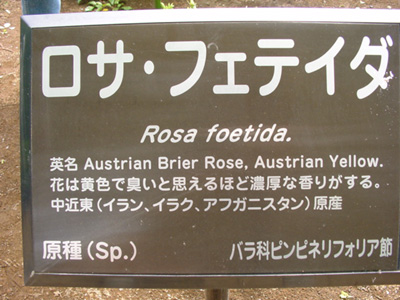 ロサ・フェテイダ
Rosa foetida.
英名 Austrian Brier Rose, Austrian Yellow.
花は黄色で臭いと思えるほど濃厚な香りがする。
中近東(イラン、イラク、アフガニスタン)原産
原種(Sp.)
バラ科ピンピネリフォリア節